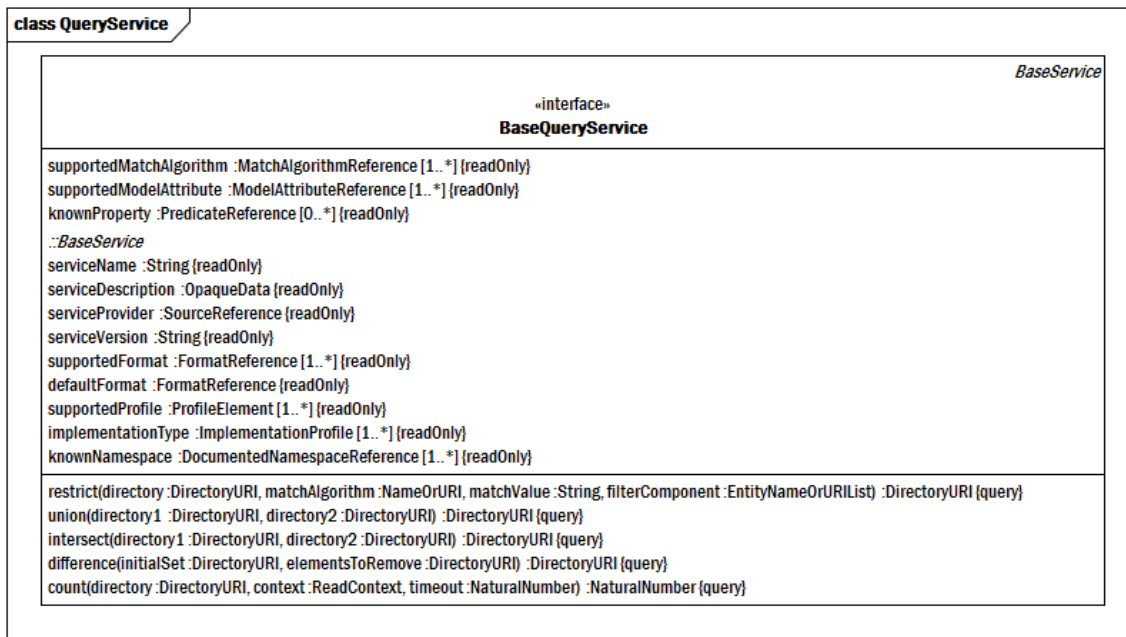 class QueryService
BaseService
«interface»
BaseQueryService
supportedMatchAlgorithm :MatchAlgorithmReference [1..*] {readOnly}
supportedModelAttribute :ModelAttributeReference [1..*] {readOnly}
knownProperty :PredicateReference [0..*] {readOnly}
::BaseService
serviceName :String {readOnly}
serviceDescription :OpaqueData {readOnly}
serviceProvider :SourceReference {readOnly}
serviceVersion :String {readOnly}
supportedFormat :FormatReference [1..*] {readOnly}
defaultFormat :FormatReference {readOnly}
supportedProfile :ProfileElement [1..*] {readOnly}
implementationType :ImplementationProfile [1..*] {readOnly}
knownNamespace :DocumentedNamespaceReference [1..*] {readOnly}
restrict(directory :DirectoryURI, matchAlgorithm :NameOrURI, matchValue :String, filterComponent :EntityNameOrURIList) :DirectoryURI {query}
union(directory1 :DirectoryURI, directory2 :DirectoryURI) :DirectoryURI {query}
intersect(directory1 :DirectoryURI, directory2 :DirectoryURI) :DirectoryURI {query}
difference(initialSet :DirectoryURI, elementsToRemove :DirectoryURI) :DirectoryURI {query}
count(directory :DirectoryURI, context :ReadContext, timeout :NaturalNumber) :NaturalNumber {query}